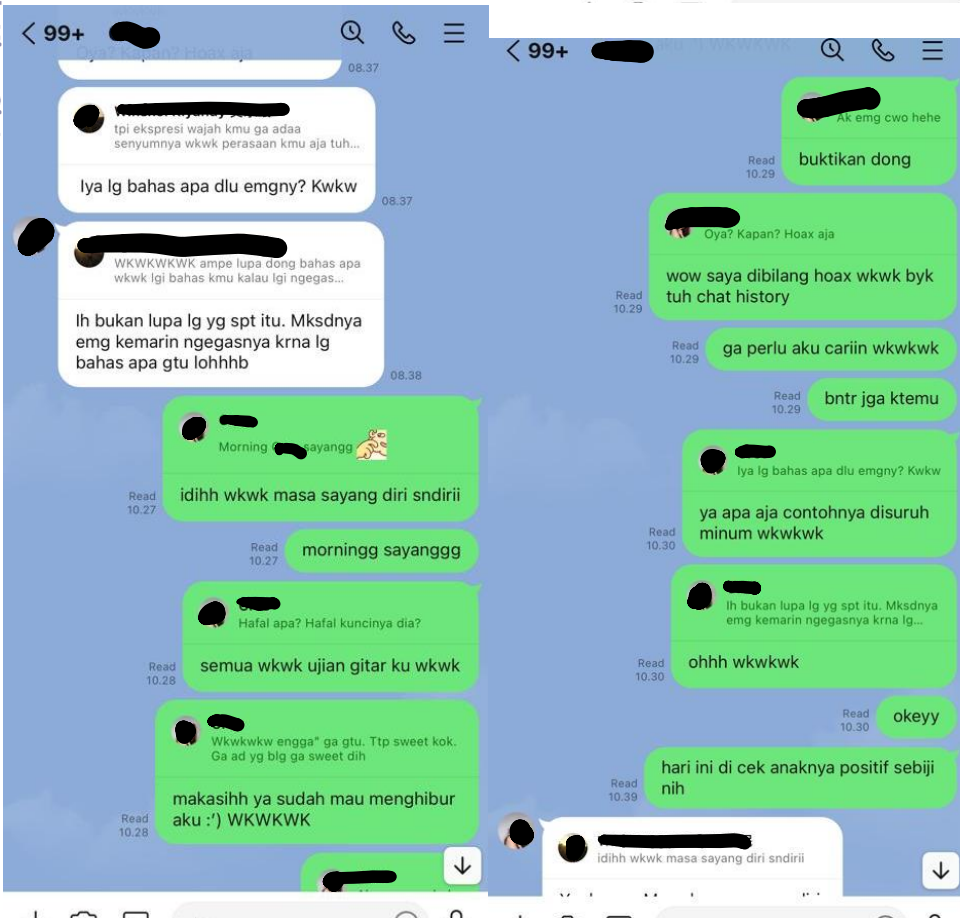 99+
Oya? Kapan? Hoax aja
08.37
tpi ekspresi wajah kmu ga adaa
senyumnya wkwk perasaan kmu aja tuh...
Iya lg bahas apa dlu emgny? Kwkw
08.37
WKWKWKWK ampe lupa dong bahas apa
wkwk lgi bahas kmu kalau lgi ngegas...
Ih bukan lupa lg yg spt itu. Mksdnya
emg kemarin ngegasnya krna lg
bahas apa gtu lohhhb
08.38
Morning sayangg
idihh wkwk masa sayang diri sndirii
Read
10.27
morningg sayanggg
Read
10.27
Hafal apa? Hafal kuncinya dia?
semua wkwk ujian gitar ku wkwk
Read
10.28
Wkwkwkw engga" ga gtu. Ttp sweet kok.
Ga ad yg blg ga sweet dih
makasihh ya sudah mau menghibur
aku :') WKWKWK
Read
10.28
99+
WKWKWK
Ak emg cwo hehe
buktikan dong
Read
10.29
Oya? Kapan? Hoax aja
wow saya dibilang hoax wkwk byk
tuh chat history
Read
10.29
ga perlu aku cariin wkwkwk
Read
10.29
bntr jga ktemu
Read
10.29
Iya lg bahas apa dlu emgny? Kwkw
ya apa aja contohnya disuruh
minum wkwkwk
Read
10.30
Ih bukan lupa lg yg spt itu. Mksdnya
emg kemarin ngegasnya krna lg...
ohhh wkwkwk
Read
10.30
okeyy
Read
10.30
hari ini di cek anaknya positif sebiji
nih
Read
10.39
idihh wkwk masa sayang diri sndirii